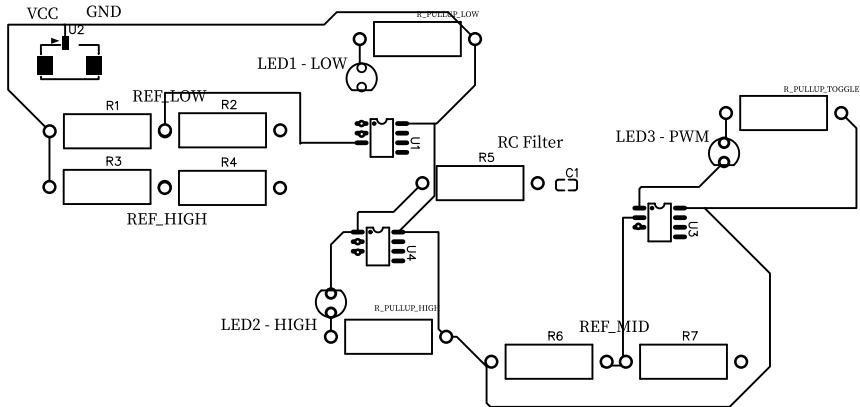 VCC GND
R_PULLUP_LOW
U2
LED1 - LOW
R_PULLUP_TOGGLE
REF_LOW
R1
R2
LED3 - PWM
U1
RC Filter
R3
R4
R5
C1
REF_HIGH
U3
U4
R_PULLUP_HIGH
LED2 - HIGH
REF_MID
R6
R7